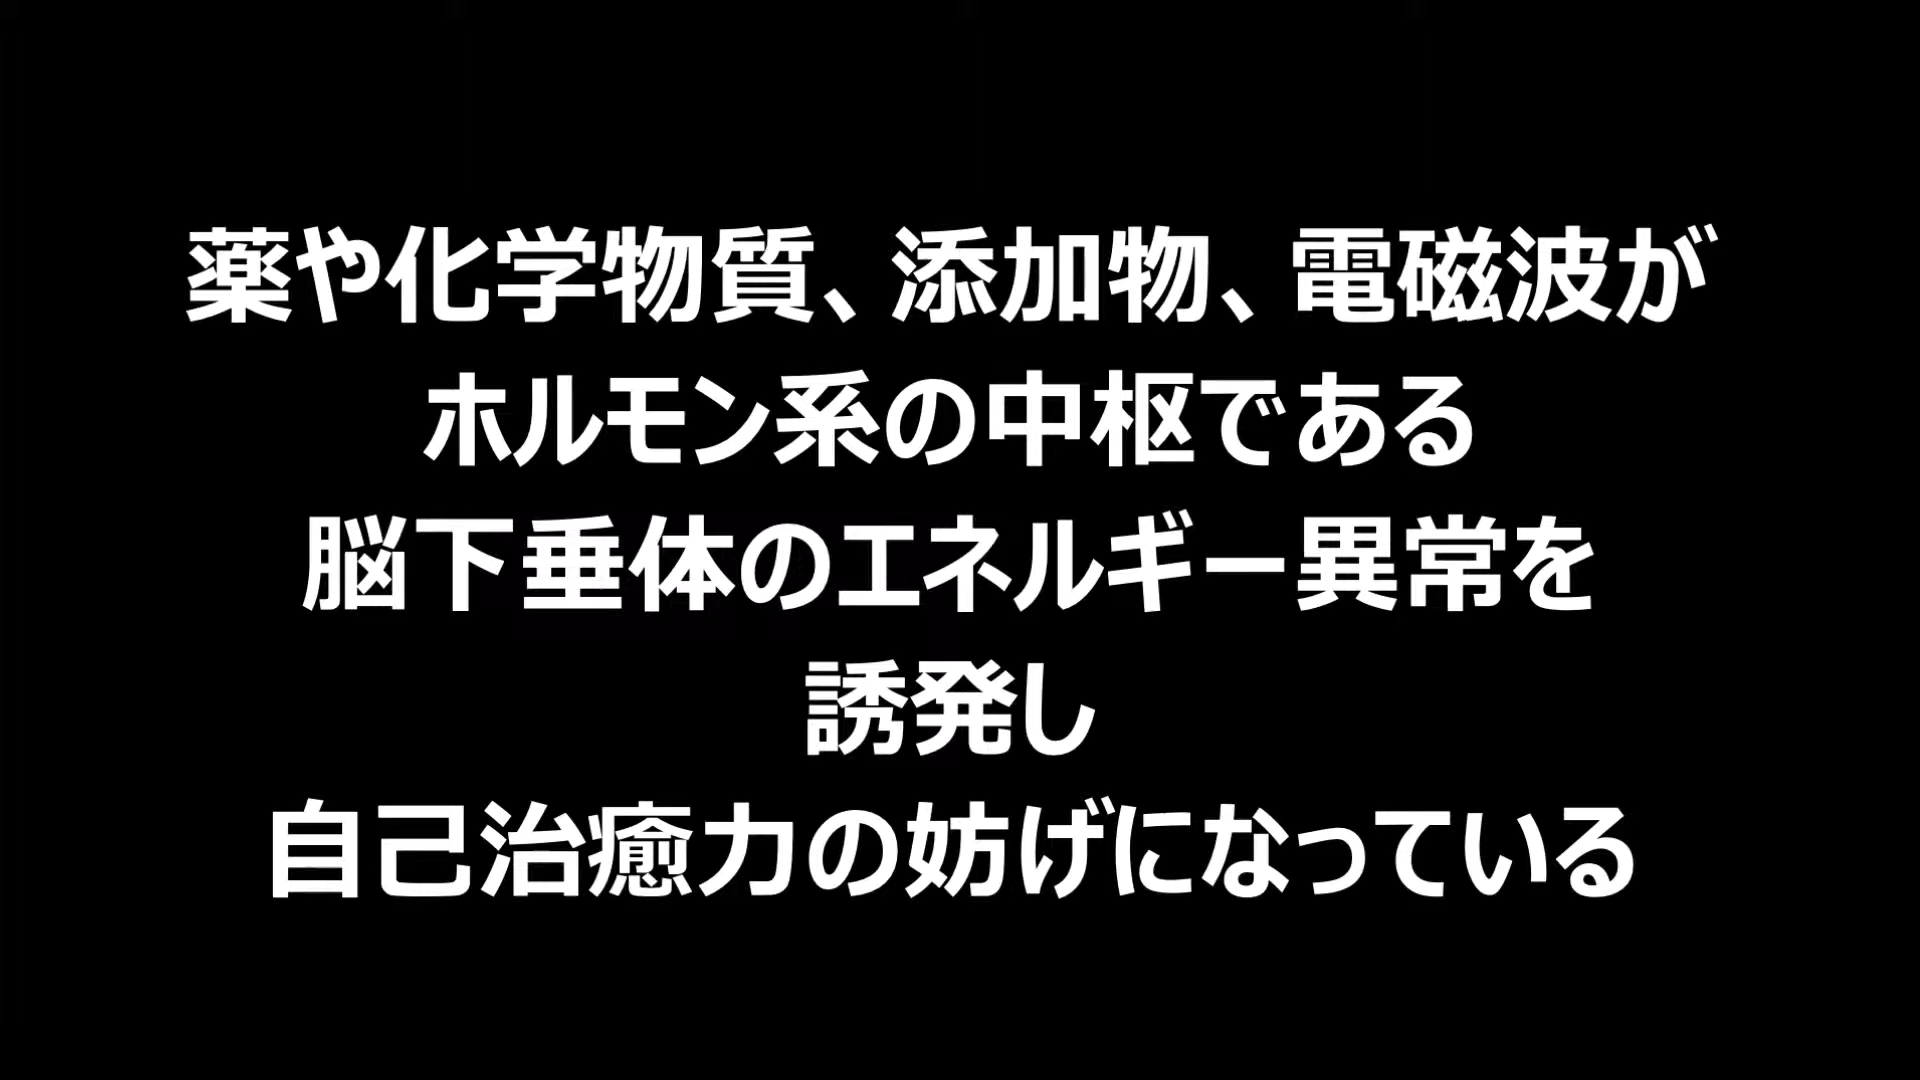 薬や化学物質、添加物、電磁波が
ホルモン系の中枢である
脳下垂体のエネルギー異常を
誘発し
自己治癒力の妨げになっている